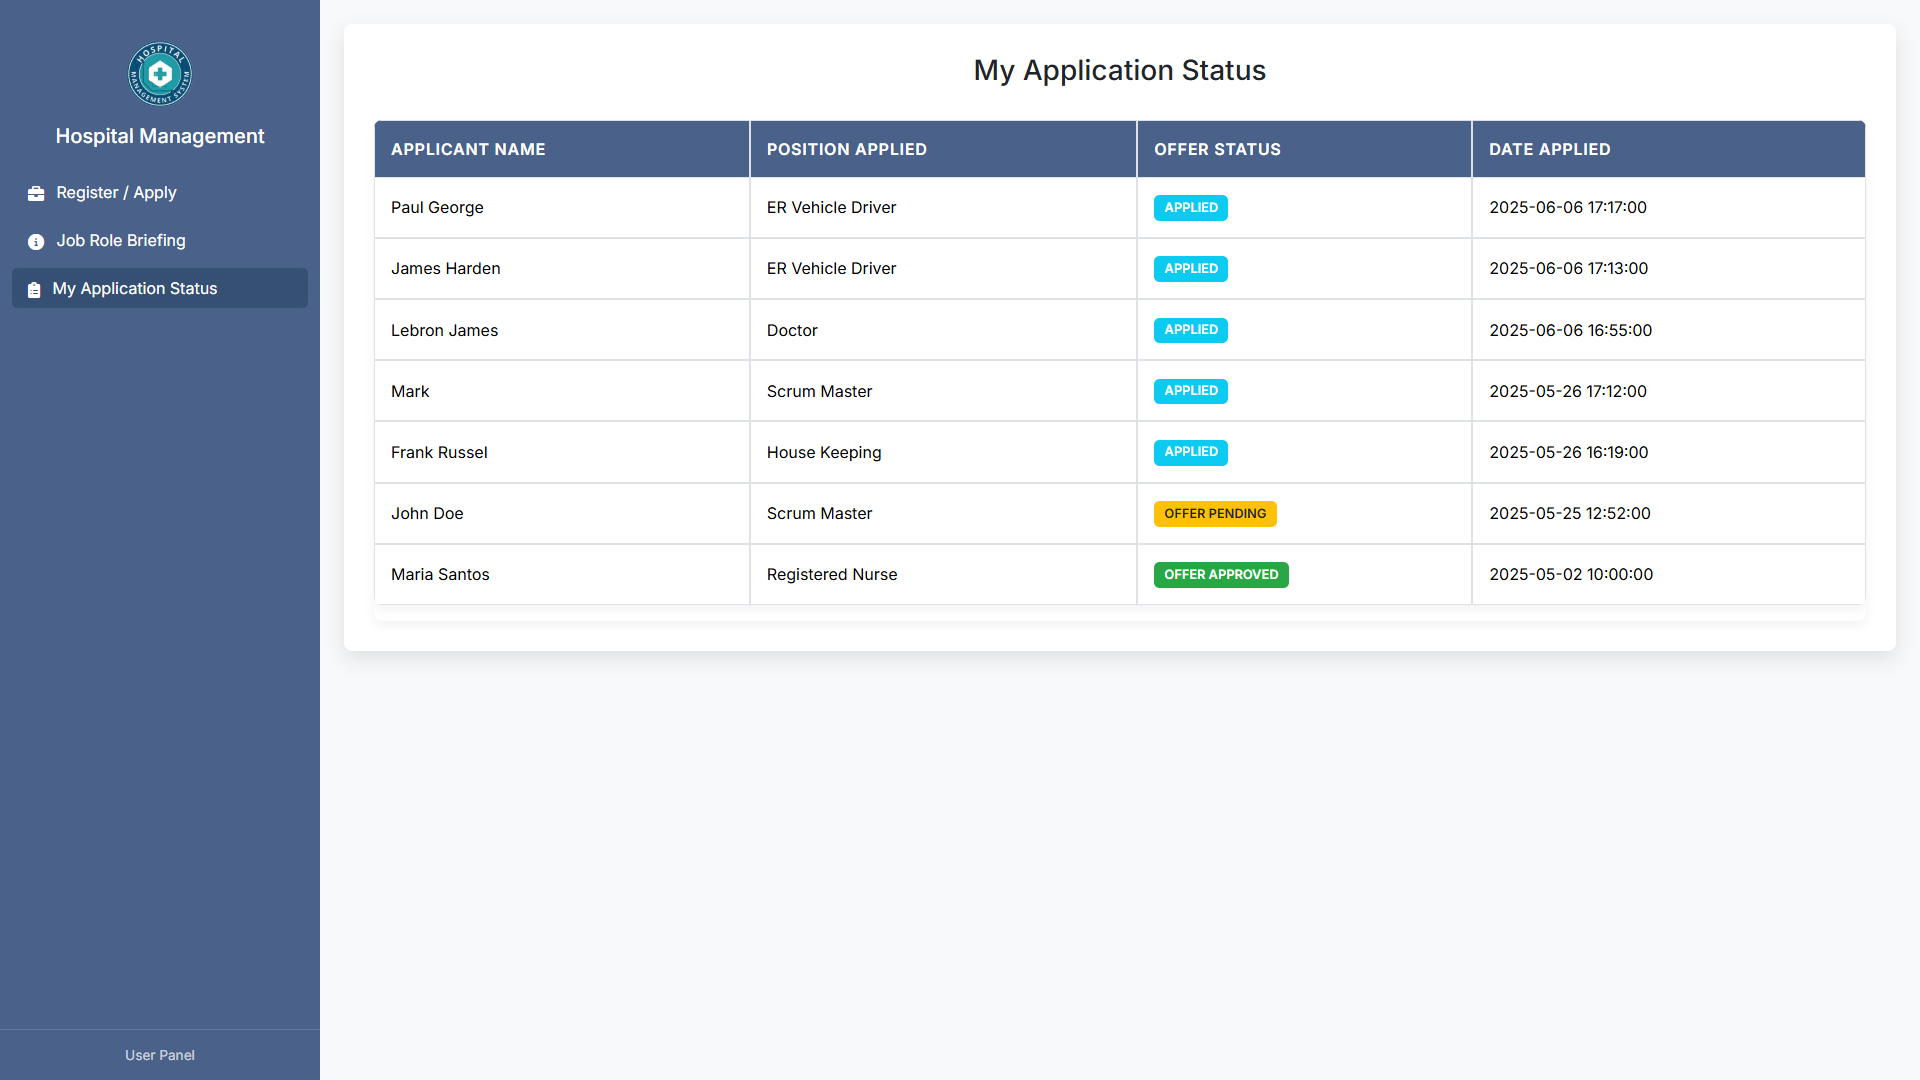 HOSPITAL
MANAGEMENT SYSTEM
Hospital Management
Register / Apply
Job Role Briefing
My Application Status
User Panel
My Application Status
APPLICANT NAME POSITION APPLIED OFFER STATUS DATE APPLIED
Paul George ER Vehicle Driver APPLIED 2025-06-06 17:17:00
James Harden ER Vehicle Driver APPLIED 2025-06-06 17:13:00
Lebron James Doctor APPLIED 2025-06-06 16:55:00
Mark Scrum Master APPLIED 2025-05-26 17:12:00
Frank Russel House Keeping APPLIED 2025-05-26 16:19:00
John Doe Scrum Master OFFER PENDING 2025-05-25 12:52:00
Maria Santos Registered Nurse OFFER APPROVED 2025-05-02 10:00:00